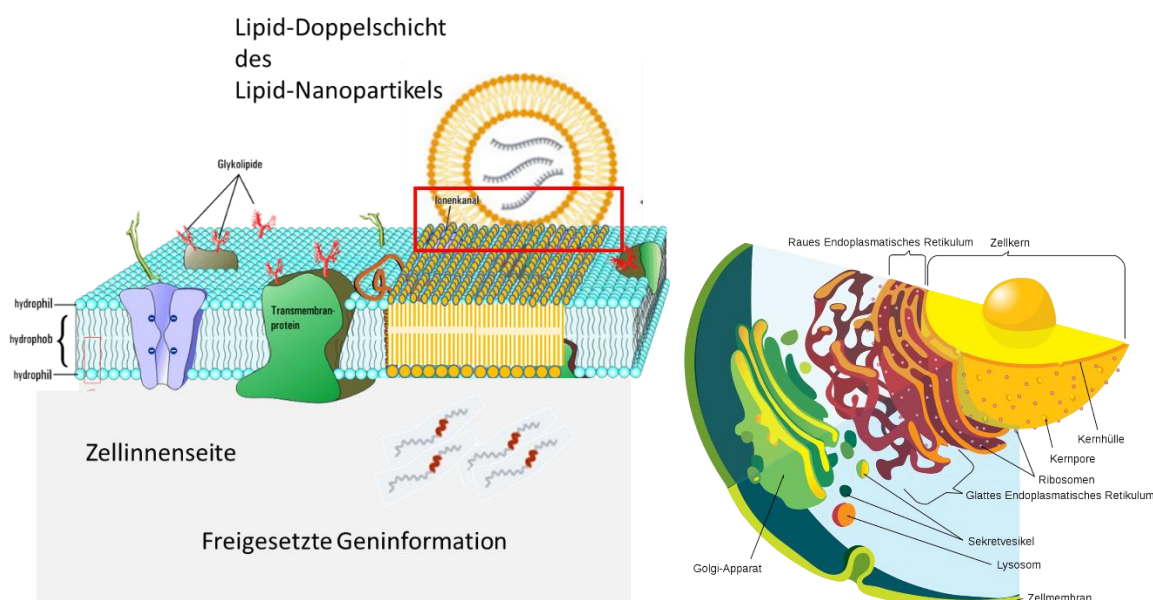 Lipid-Doppelschicht
des
Lipid-Nanopartikels
Glykolipide
Ionenkanal
hydrophil
hydrophob
hydrophil
Transmembran-
protein
Zellinnenseite
Freigesetzte Geninformation
Raues Endoplasmatisches Retikulum
Zellkern
Kernhülle
Kernpore
Ribosomen
Glattes Endoplasmatisches Retikulum
Sekretvesikel
Lysosom
Golgi-Apparat
Zellmembran